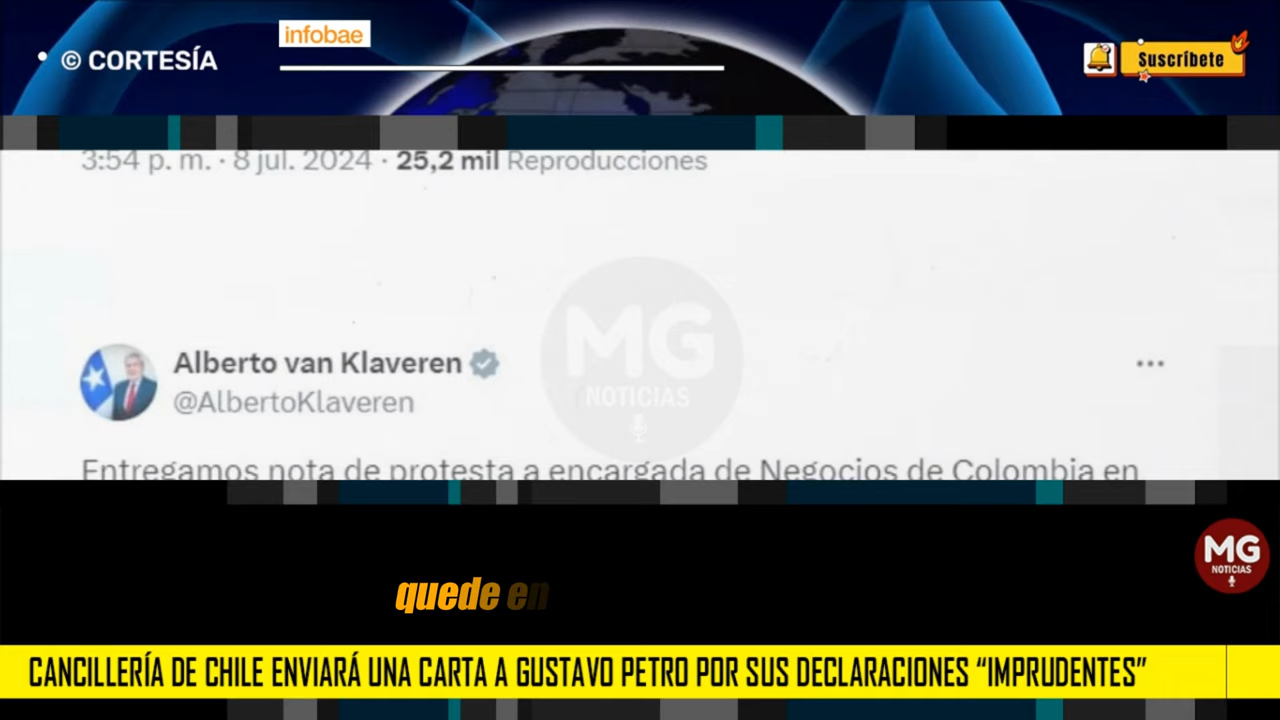 infobae
© CORTESÍA
Suscríbete
3:54 p. m. · 8 jul. 2024 · 25,2 mil Reproducciones
MG
NOTICIAS
Alberto van Klaveren
@AlbertoKlaveren
Entregamos nota de protesta a encargada de Negocios de Colombia en
MG
NOTICIAS
quede en
CANCILLERÍA DE CHILE ENVIARÁ UNA CARTA A GUSTAVO PETRO POR SUS DECLARACIONES “IMPRUDENTES”